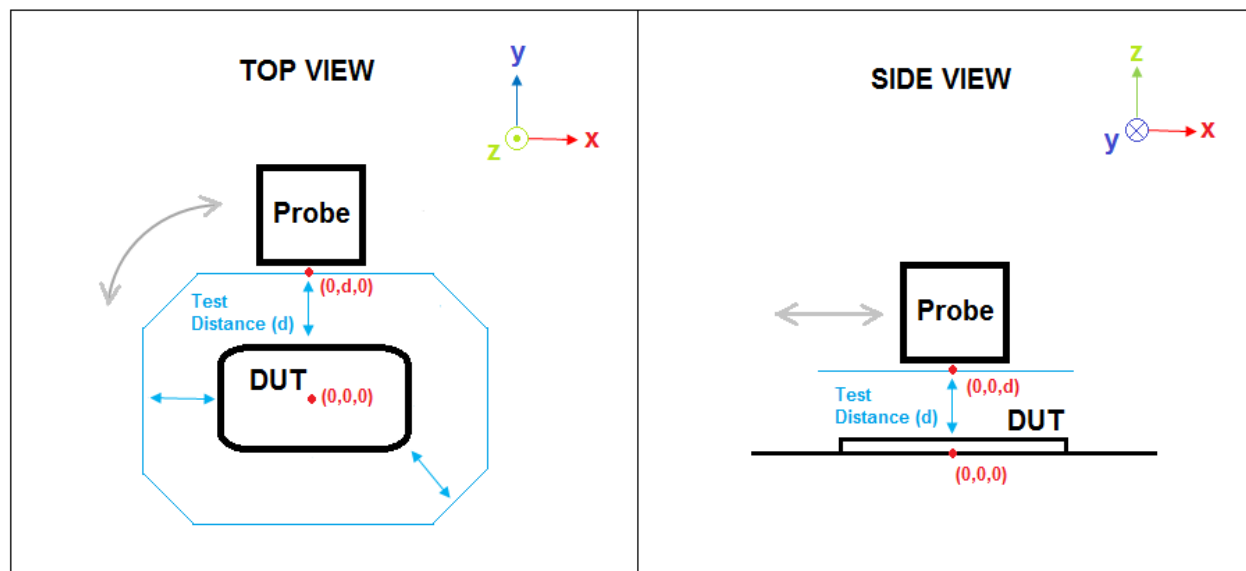 TOP VIEW
y
x
z
Probe
(0,d,0)
Test
Distance (d)
DUT
(0,0,0)
SIDE VIEW
z
x
y
Probe
(0,0,d)
Test
Distance (d)
DUT
(0,0,0)